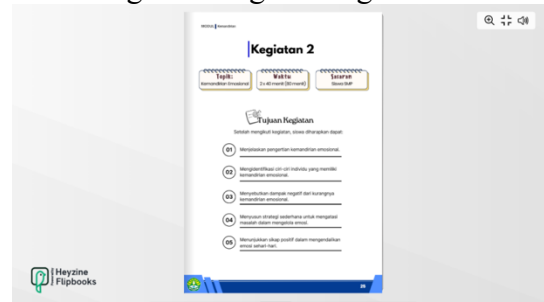 MODUL | Kemandirian
Kegiatan 2
Topik:
Kemandirian Emosional
Waktu
2 x 40 menit (80 menit)
Sasaran
Siswa SMP
Tujuan Kegiatan
Setelah mengikuti kegiatan, siswa diharapkan dapat:
01 Menjelaskan pengertian kemandirian emosional.
02 Mengidentifikasi ciri-ciri individu yang memiliki
kemandirian emosional.
03 Menyebutkan dampak negatif dari kurangnya
kemandirian emosional.
04 Menyusun strategi sederhana untuk mengatasi
masalah dalam mengelola emosi.
05 Menunjukkan sikap positif dalam mengendalikan
emosi sehari-hari.
Heyzine
Flipbooks